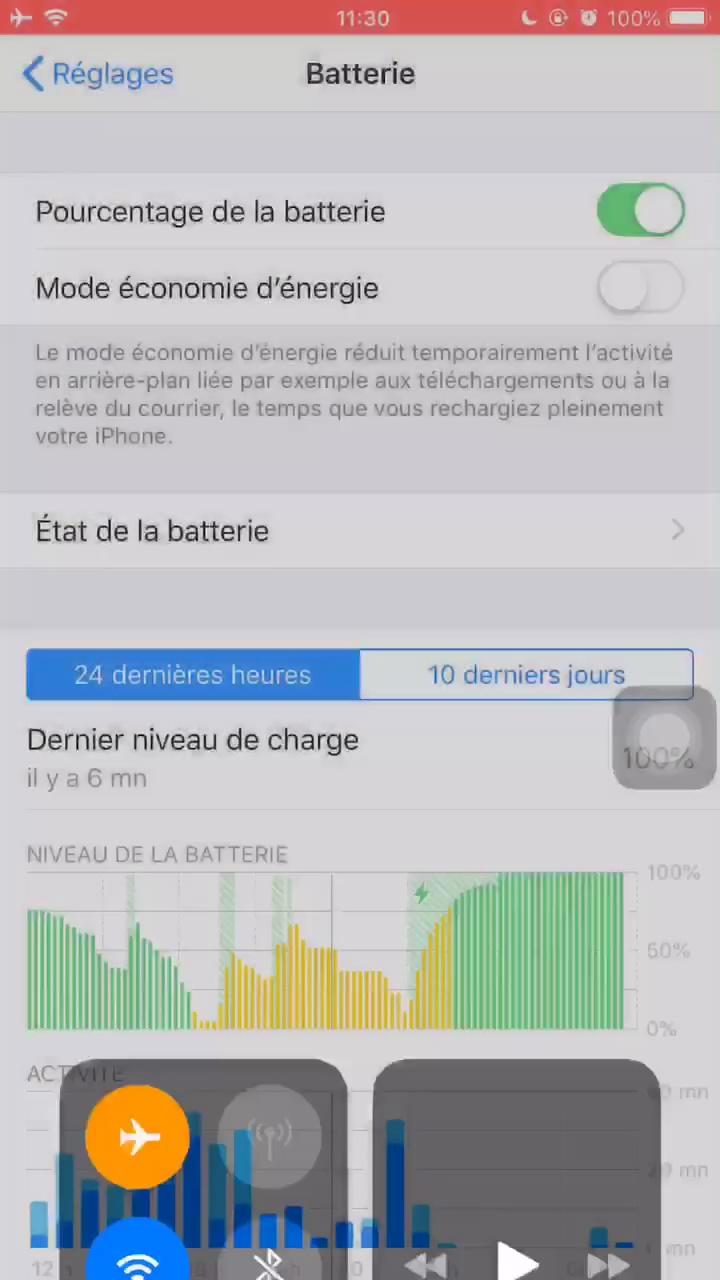 11:30
100%
Réglages
Batterie
Pourcentage de la batterie
Mode économie d'énergie
Le mode économie d'énergie réduit temporairement l'activité
en arrière-plan liée par exemple aux téléchargements ou à la
relève du courrier, le temps que vous rechargiez pleinement
votre iPhone.
État de la batterie
24 dernières heures
10 derniers jours
Dernier niveau de charge
100%
il y a 6 mn
NIVEAU DE LA BATTERIE
100%
50%
0%
ACTIVITÉ
mn
mn
mn
12